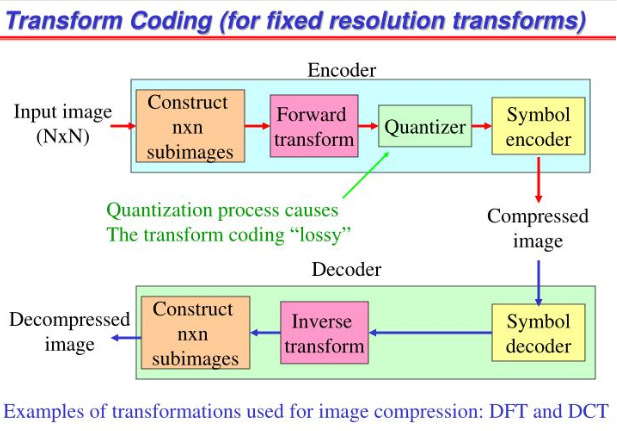 Transform Coding (for fixed resolution transforms)
Encoder
Input image
(NxN)
Construct
nxn
subimages
Forward
transform
Quantizer
Symbol
encoder
Quantization process causes
The transform coding “lossy”
Compressed
image
Decoder
Decompressed
image
Construct
nxn
subimages
Inverse
transform
Symbol
decoder
Examples of transformations used for image compression: DFT and DCT